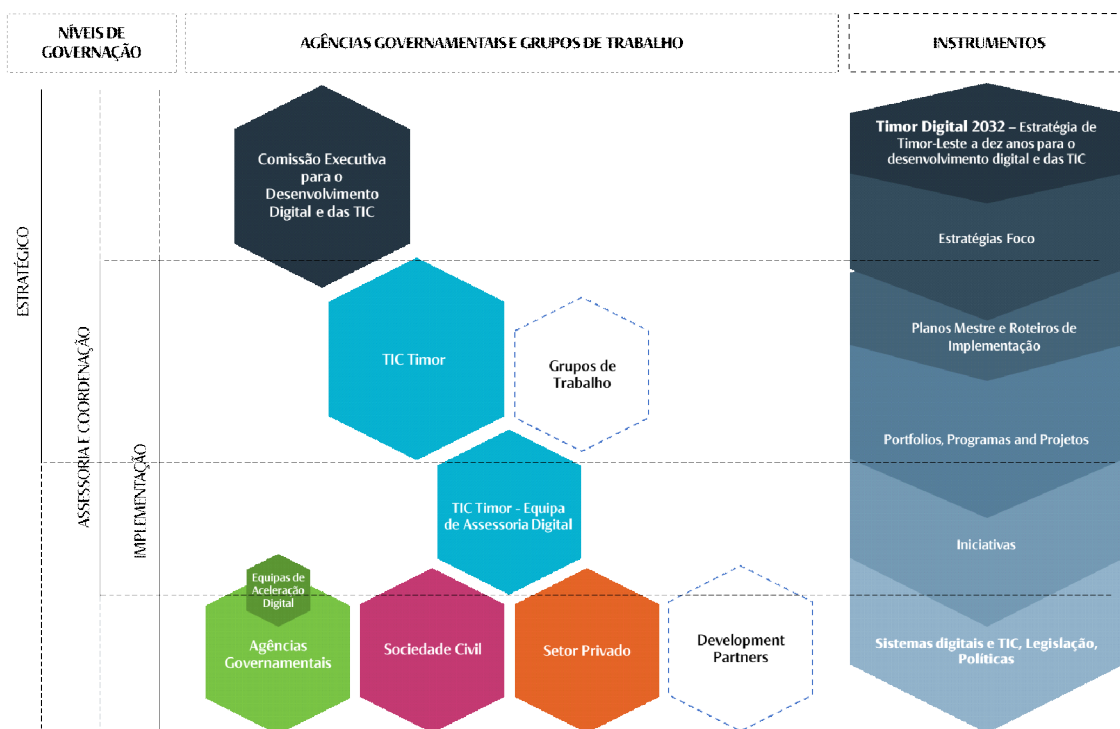 NÍVEIS DE
GOVERNAÇÃO
AGÊNCIAS GOVERNAMENTAIS E GRUPOS DE TRABALHO
INSTRUMENTOS
ESTRATÉGICO
ASSESSORIA E COORDENAÇÃO
IMPLEMENTAÇÃO
Comissão Executiva
para o
Desenvolvimento
Digital e das TIC
TIC Timor
Grupos de
Trabalho
TIC Timor - Equipa
de Assessoria Digital
Equipas de
Aceleração
Digital
Agências
Governamentais
Sociedade Civil
Setor Privado
Development
Partners
Timor Digital 2032 – Estratégia de
Timor-Leste a dez anos para o
desenvolvimento digital e das TIC
Estratégias Foco
Planos Mestre e Roteiros de
Implementação
Portfolios, Programas and Projetos
Iniciativas
Sistemas digitais e TIC, Legislação,
Políticas